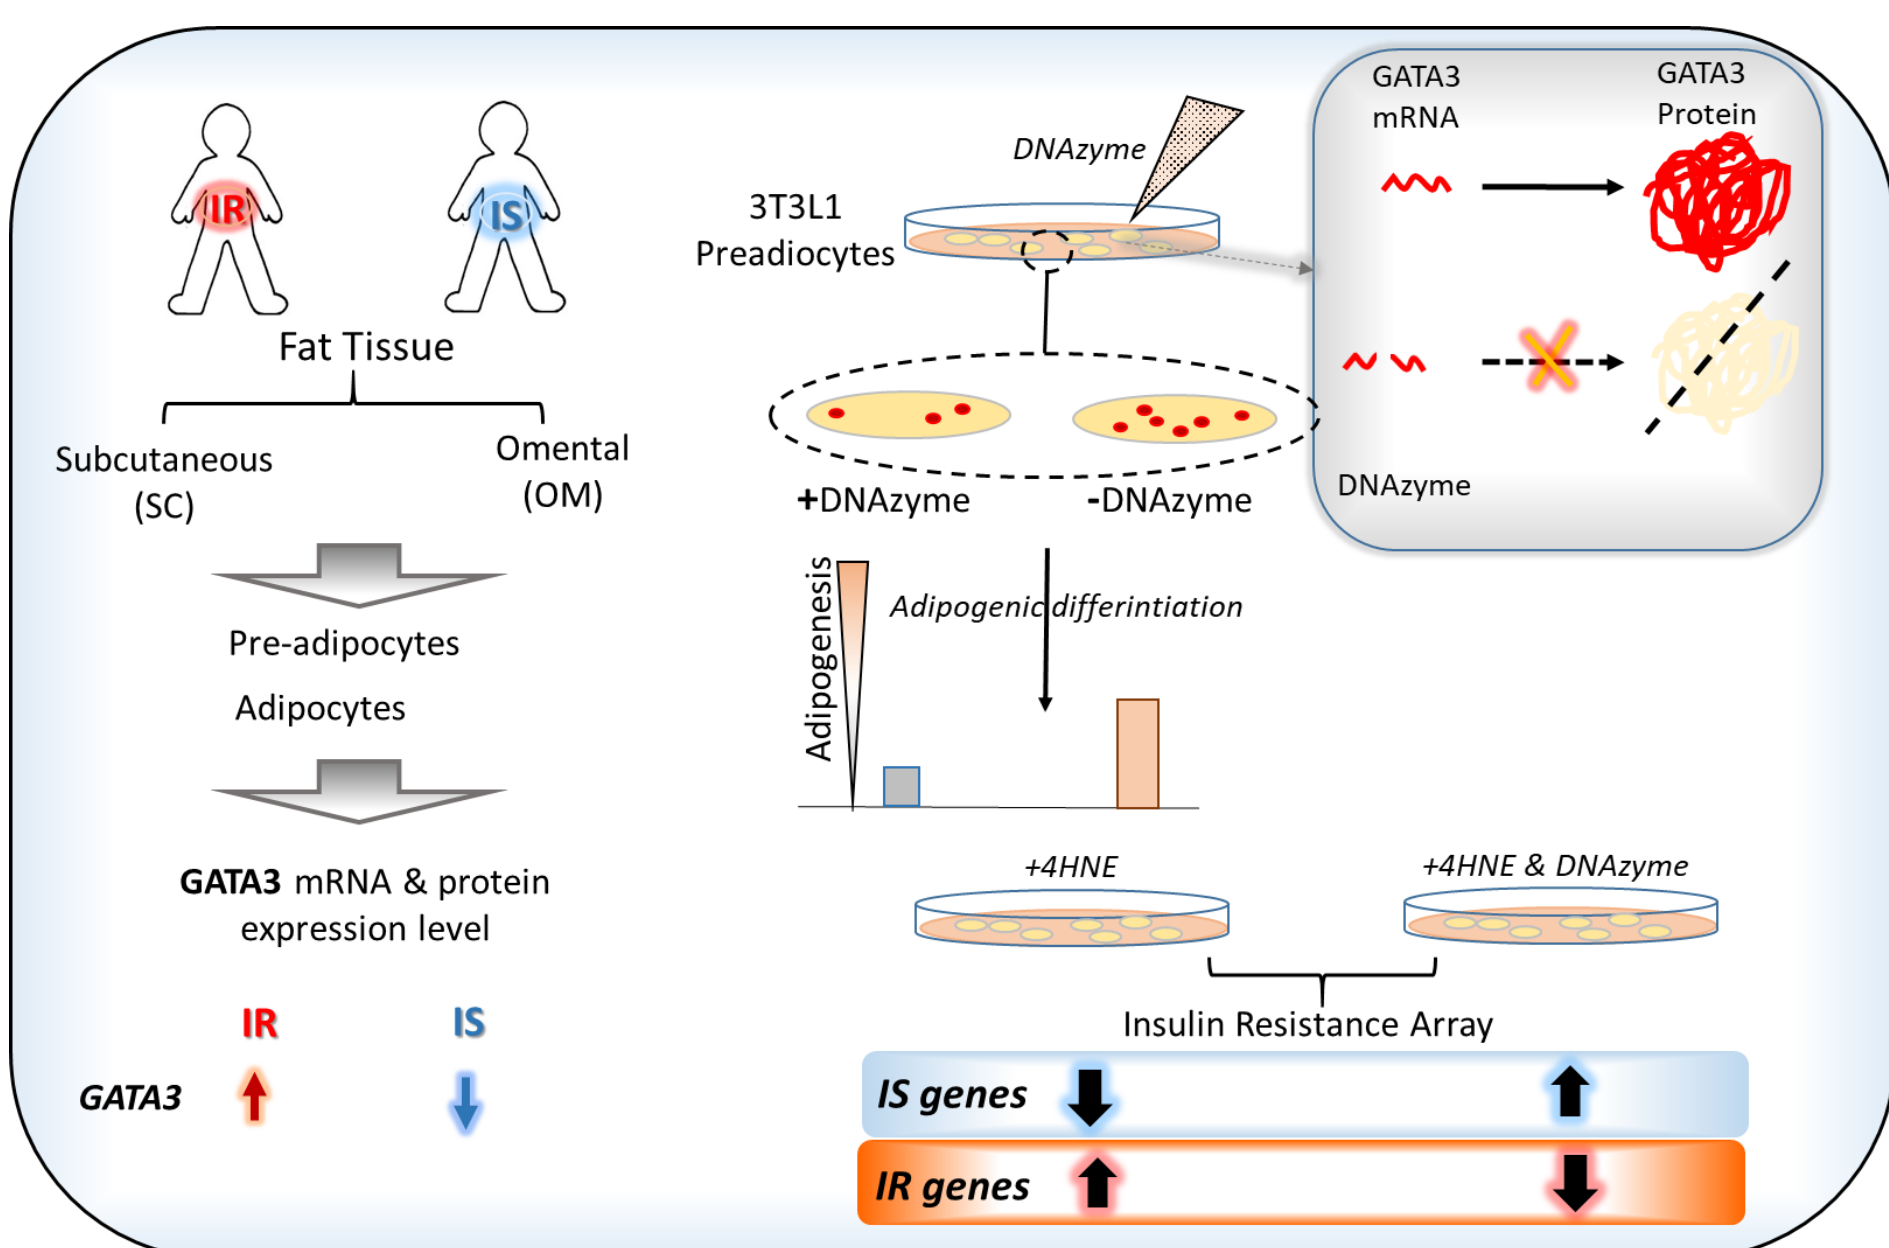 IR
IS
Fat Tissue
Subcutaneous
(SC)
Omental
(OM)
Pre-adipocytes
Adipocytes
GATA3 mRNA & protein
expression level
IR
IS
GATA3
DNAzyme
3T3L1
Preadiocytes
+DNAzyme
-DNAzyme
Adipogenesis
Adipogenic differintiation
GATA3
mRNA
GATA3
Protein
DNAzyme
+4HNE
+4HNE & DNAzyme
Insulin Resistance Array
IS genes
IR genes